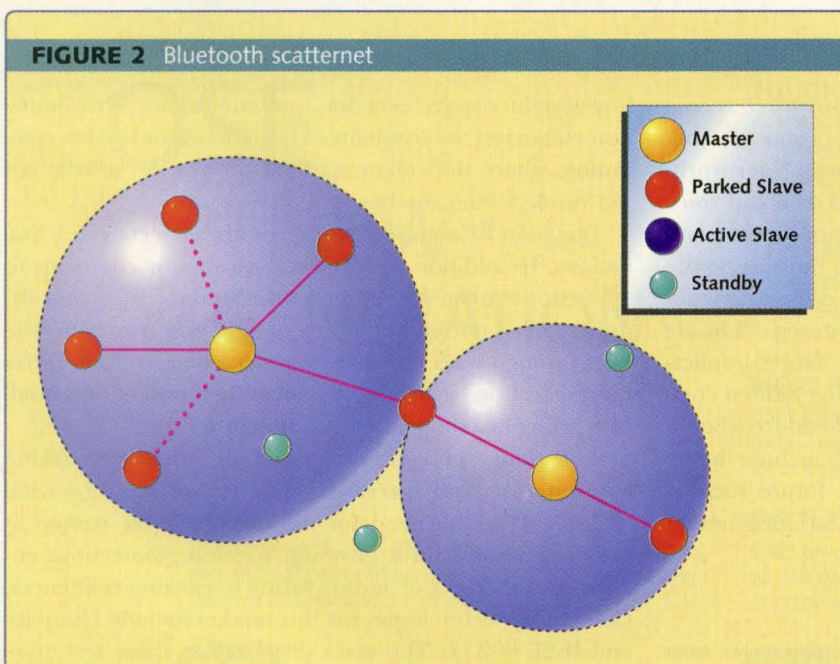 FIGURE 2 Bluetooth scatternet
Master
Parked Slave
Active Slave
Standby